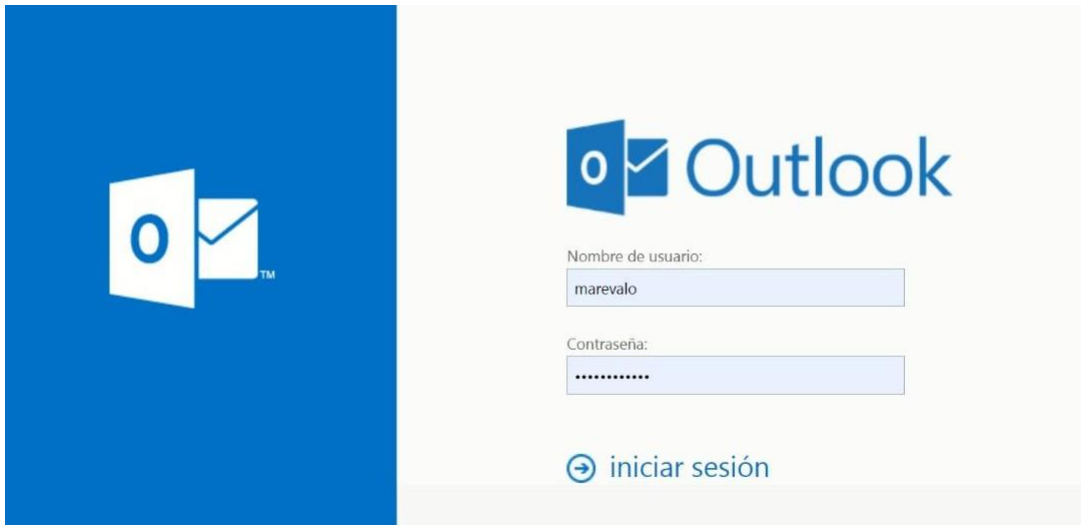 O
TM
O Outlook
Nombre de usuario:
marevalo
Contraseña:
••••••••••••
iniciar sesión